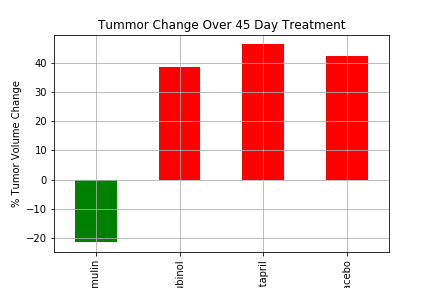 Tummor Change Over 45 Day Treatment
% Tumor Volume Change
40
30
20
10
0
−10
−20
mulin
ubinol
tapril
acebo